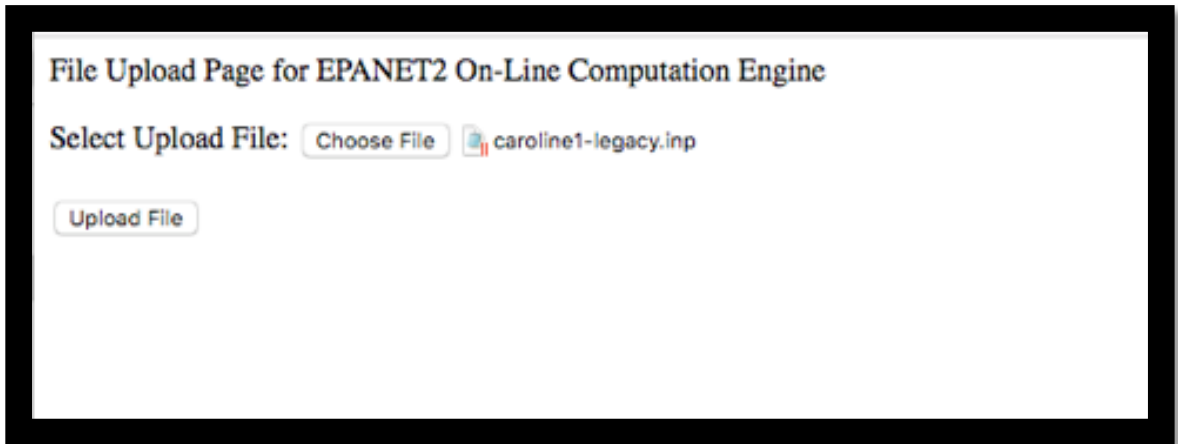 File Upload Page for EPANET2 On-Line Computation Engine
Select Upload File: Choose File caroline1-legacy.inp
Upload File